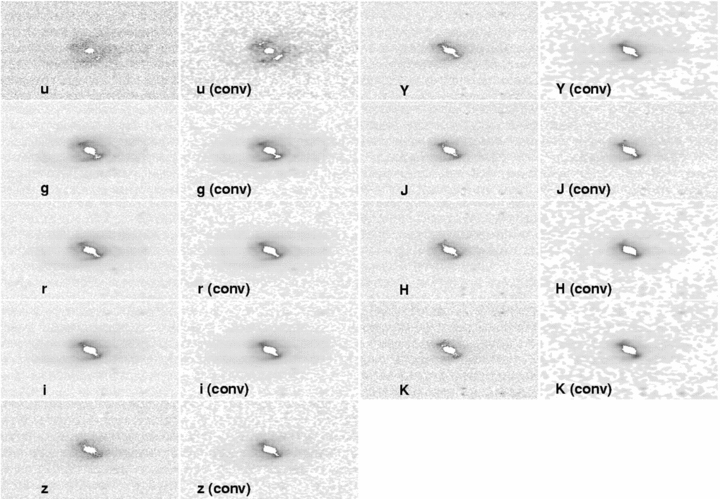 u
u (conv)
Y
Y (conv)
g
g (conv)
J
J (conv)
r
r (conv)
H
H (conv)
i
i (conv)
K
K (conv)
z
z (conv)